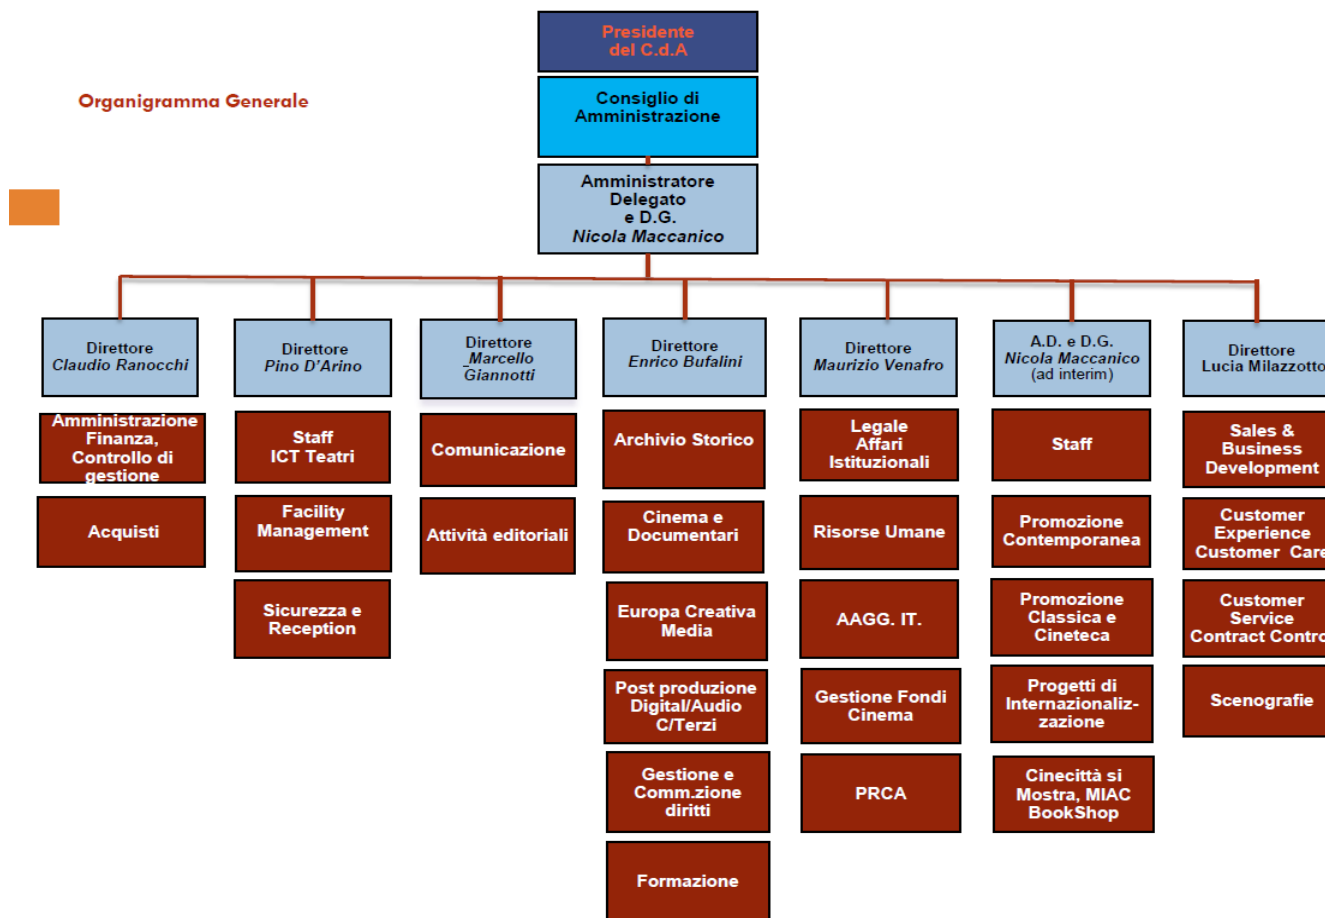 Presidente
del C.d.A
Organigramma Generale
Consiglio di
Amministrazione
Amministratore
Delegato
e D.G.
Nicola Maccanico
Direttore
Claudio Ranocchi
Amministrazione
Finanza,
Controllo di
gestione
Acquisti
Direttore
Pino D'Arino
Staff
ICT Teatri
Facility
Management
Sicurezza e
Reception
Direttore
_Marcello
Giannotti
Comunicazione
Attività editoriali
Direttore
Enrico Bufalini
Archivio Storico
Cinema e
Documentari
Europa Creativa
Media
Post produzione
Digital/Audio
C/Terzi
Gestione e
Comm.zione
diritti
Formazione
Direttore
Maurizio Venafro
Legale
Affari
Istituzionali
Risorse Umane
AAGG. IT.
Gestione Fondi
Cinema
PRCA
A.D. e D.G.
Nicola Maccanico
(ad interim)
Staff
Promozione
Contemporanea
Promozione
Classica e
Cineteca
Progetti di
Internazionaliz-
zazione
Cinecittà si
Mostra, MIAC
BookShop
Direttore
Lucia Milazzotto
Sales &
Business
Development
Customer
Experience
Customer Care
Customer
Service
Contract Control
Scenografie